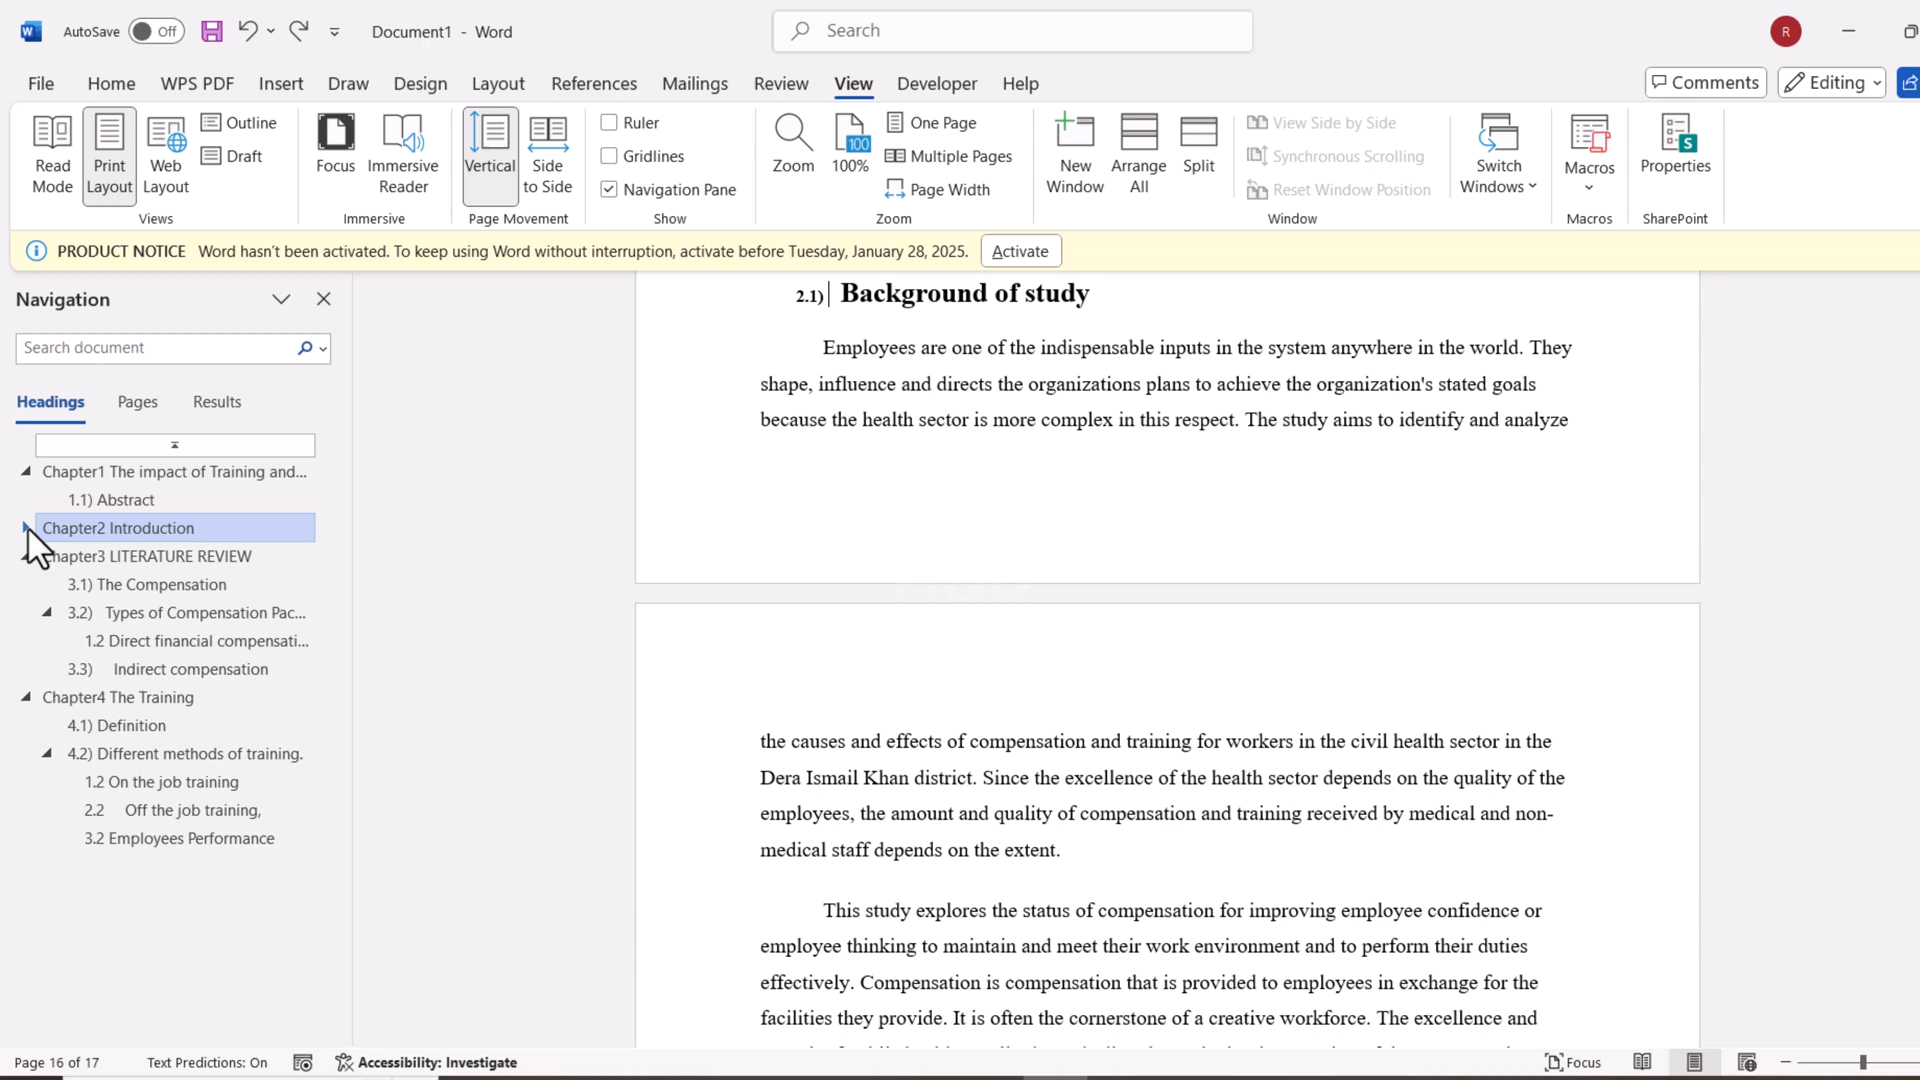 AutoSave Off Document1 - Word Search R
File Home WPS PDF Insert Draw Design Layout References Mailings Review View Developer Help Comments Editing
Read Mode
Print Layout
Web Layout
Outline
Draft
Views
Focus
Immersive Reader
Immersive
Vertical
Side to Side
Page Movement
Ruler
Gridlines
Navigation Pane
Show
Zoom
100
100%
One Page
Multiple Pages
Page Width
Zoom
New Window
Arrange All
Split
View Side by Side
Synchronous Scrolling
Reset Window Position
Window
Switch Windows
Macros
Macros
Properties
SharePoint
PRODUCT NOTICE Word hasn't been activated. To keep using Word without interruption, activate before Tuesday, January 28, 2025. Activate
Navigation
Search document
Headings Pages Results
Chapter1 The impact of Training and...
1.1) Abstract
Chapter2 Introduction
hapter3 LITERATURE REVIEW
3.1) The Compensation
3.2) Types of Compensation Pac...
1.2 Direct financial compensati...
3.3) Indirect compensation
Chapter4 The Training
4.1) Definition
4.2) Different methods of training.
1.2 On the job training
2.2 Off the job training,
3.2 Employees Performance
2.1) Background of study
Employees are one of the indispensable inputs in the system anywhere in the world. They
shape, influence and directs the organizations plans to achieve the organization's stated goals
because the health sector is more complex in this respect. The study aims to identify and analyze
the causes and effects of compensation and training for workers in the civil health sector in the
Dera Ismail Khan district. Since the excellence of the health sector depends on the quality of the
employees, the amount and quality of compensation and training received by medical and non-
medical staff depends on the extent.
This study explores the status of compensation for improving employee confidence or
employee thinking to maintain and meet their work environment and to perform their duties
effectively. Compensation is compensation that is provided to employees in exchange for the
facilities they provide. It is often the cornerstone of a creative workforce. The excellence and
Page 16 of 17 Text Predictions: On Accessibility: Investigate Focus